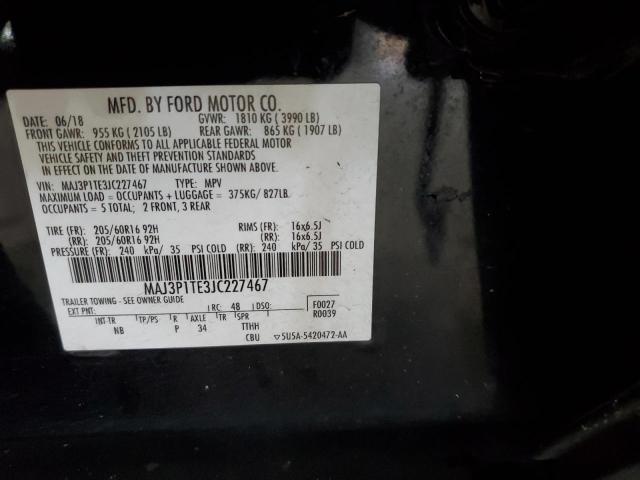 MFD. BY FORD MOTOR CO.
DATE: 06/18 GVWR: 1810 KG ( 3990 LB)
FRONT GAWR: 955 KG ( 2105 LB) REAR GAWR: 865 KG ( 1907 LB)
THIS VEHICLE CONFORMS TO ALL APPLICABLE FEDERAL MOTOR
VEHICLE SAFETY AND THEFT PREVENTION STANDARDS
IN EFFECT ON THE DATE OF MANUFACTURE SHOWN ABOVE.
VIN: MAJ3P1TE3JC227467 TYPE: MPV
MAXIMUM LOAD = OCCUPANTS + LUGGAGE = 375KG/ 827LB.
OCCUPANTS = 5 TOTAL; 2 FRONT, 3 REAR
TIRE (FR): 205/60R16 92H RIMS (FR): 16x6.5J
(RR): 205/60R16 92H (RR): 16x6.5J
PRESSURE (FR): 240 kPa/ 35 PSI COLD (RR): 240 kPa/ 35 PSI COLD
MAJ3P1TE3JC227467
TRAILER TOWING - SEE OWNER GUIDE
EXT PNT: RC: 48 DSO: F0027
R0039
INT TR TP/PS R AXLE TR SPR
NB P 34 TTHH
CBU ▽5U5A-5420472-AA